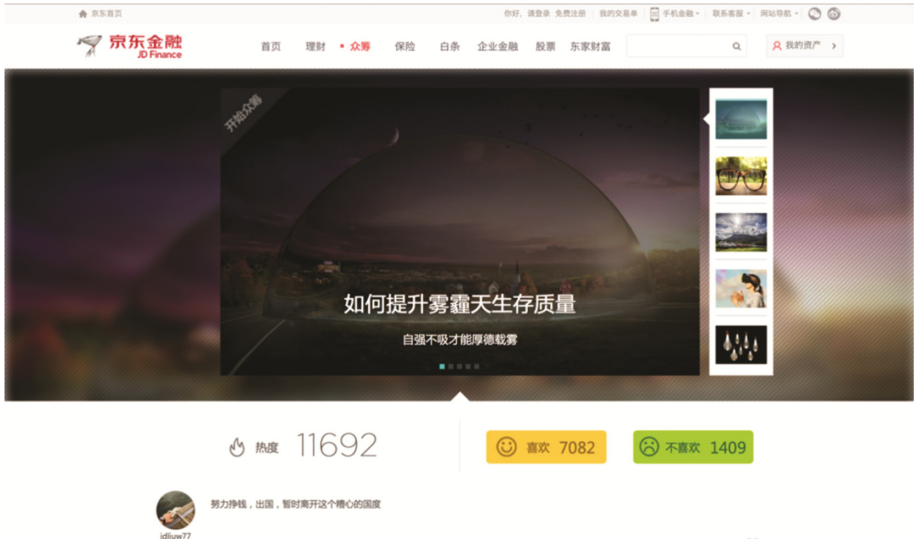 京东首页
你好，请登录 免费注册 我的交易单 手机金融 联系客服 网站导航
京东金融
JD Finance
首页 理财 众筹 保险 白条 企业金融 股票 东家财富
我的资产
开始众筹
如何提升雾霾天生存质量
自强不吸才能厚德载雾
热度 11692
喜欢 7082
不喜欢 1409
努力挣钱，出国，暂时离开这个糟心的国度
jdliuw77